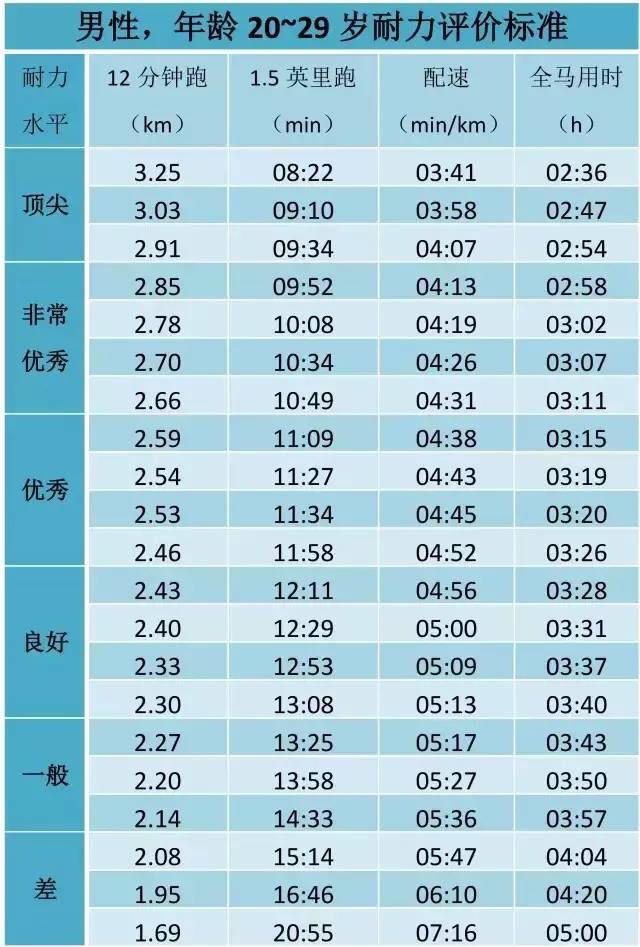 男性，年龄 20~29 岁耐力评价标准
耐力水平 12 分钟跑（km） 1.5 英里跑（min） 配速（min/km） 全马用时（h）
顶尖 3.25 08:22 03:41 02:36
3.03 09:10 03:58 02:47
2.91 09:34 04:07 02:54
非常优秀 2.85 09:52 04:13 02:58
2.78 10:08 04:19 03:02
2.70 10:34 04:26 03:07
2.66 10:49 04:31 03:11
优秀 2.59 11:09 04:38 03:15
2.54 11:27 04:43 03:19
2.53 11:34 04:45 03:20
2.46 11:58 04:52 03:26
良好 2.43 12:11 04:56 03:28
2.40 12:29 05:00 03:31
2.33 12:53 05:09 03:37
2.30 13:08 05:13 03:40
一般 2.27 13:25 05:17 03:43
2.20 13:58 05:27 03:50
2.14 14:33 05:36 03:57
差 2.08 15:14 05:47 04:04
1.95 16:46 06:10 04:20
1.69 20:55 07:16 05:00